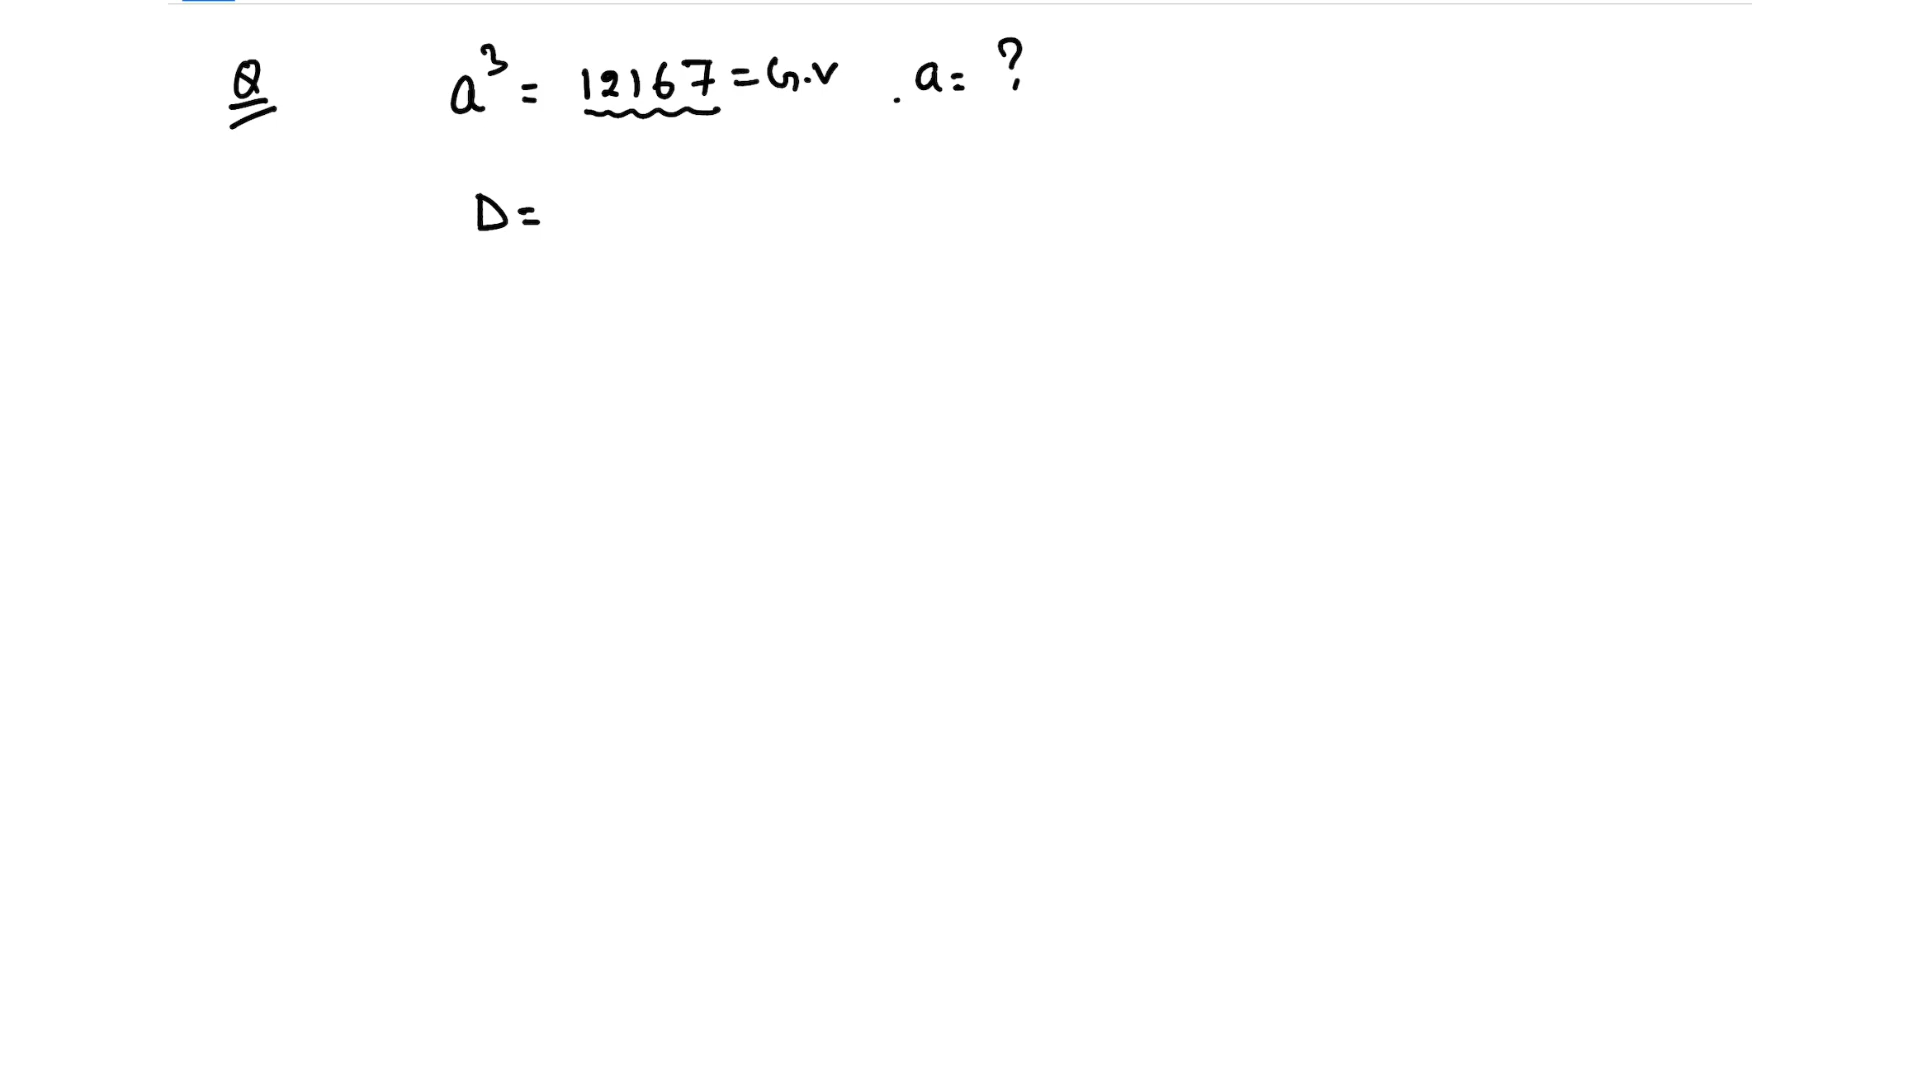 Q a³ = 12167 = G.V . a = ?
D =